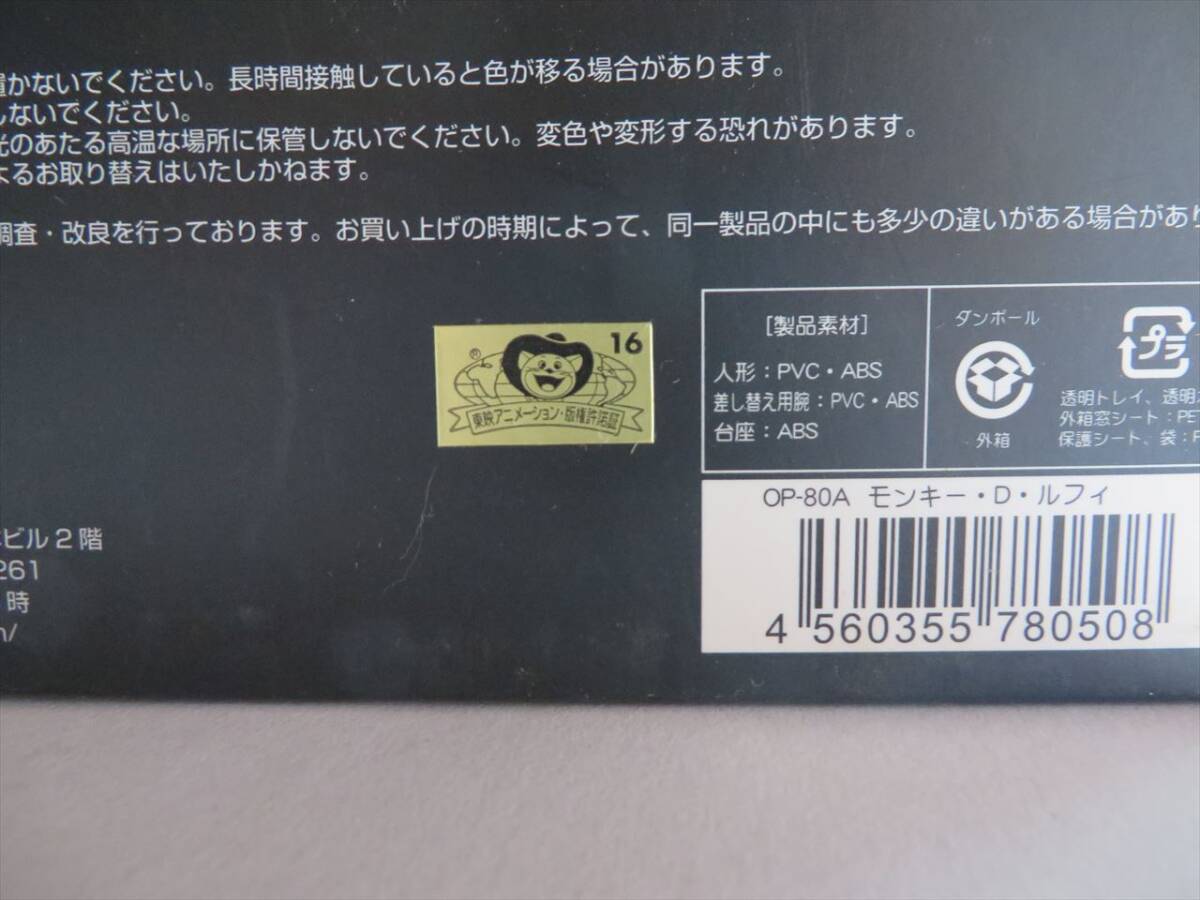 置かないでください。長時間接触していると色が移る場合があります。
しないでください。
光のあたる高温な場所に保管しないでください。変色や変形する恐れがあります。
よるお取り替えはいたしかねます。
調査・改良を行っております。お買い上げの時期によって、同一製品の中にも多少の違いがある場合があ
16
®
東映アニメーション・版権許諾証
[製品素材]
人形：PVC・ABS
差し替え用腕：PVC・ABS
台座：ABS
ダンボール
外箱
プラ
透明トレイ、透明
外箱窓シート：PE
保護シート、袋：P
OP-80A モンキー・D・ルフィ
4 560355 780508
ビル2階
261
時
m/